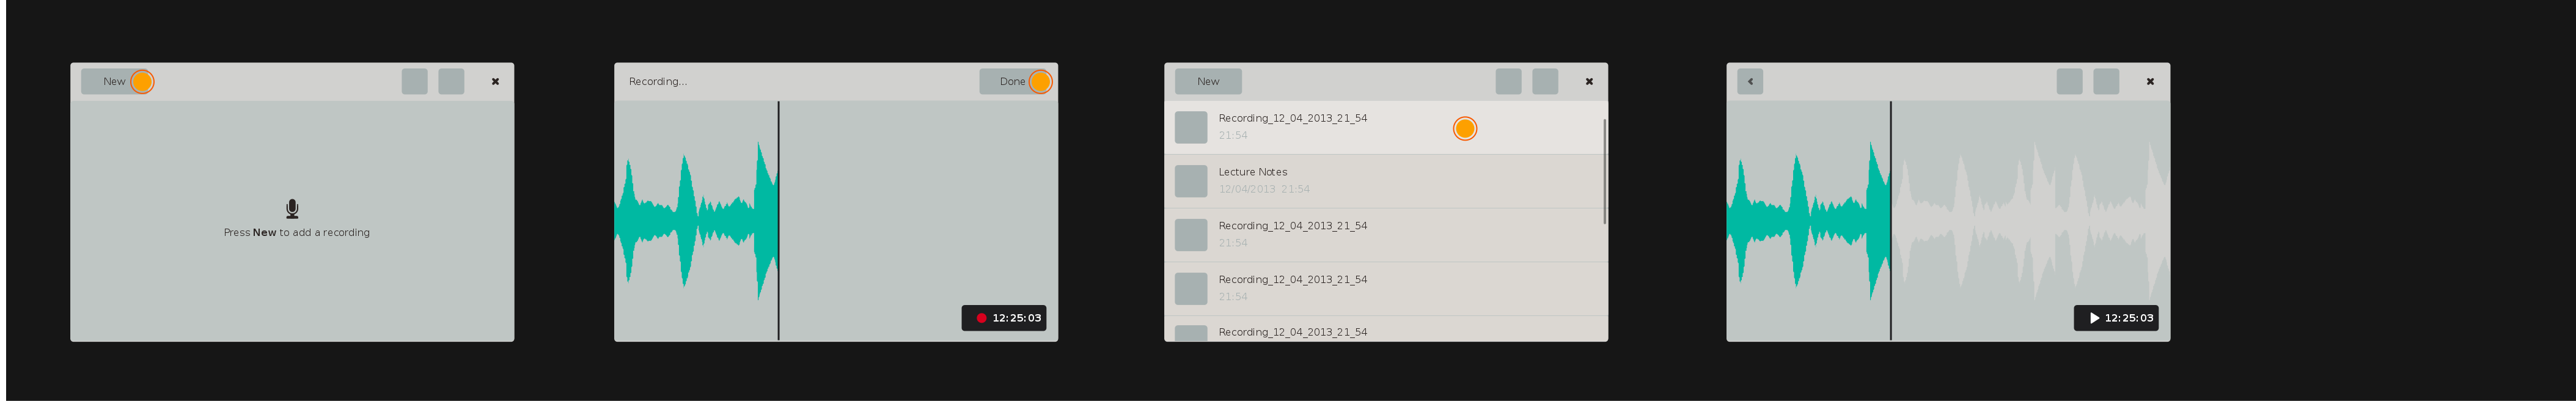 New
Press New to add a recording
Recording...
Done
12:25:03
New
Recording_12_04_2013_21_54
21:54
Lecture Notes
12/04/2013 21:54
Recording_12_04_2013_21_54
21:54
Recording_12_04_2013_21_54
21:54
Recording_12_04_2013_21_54
12:25:03